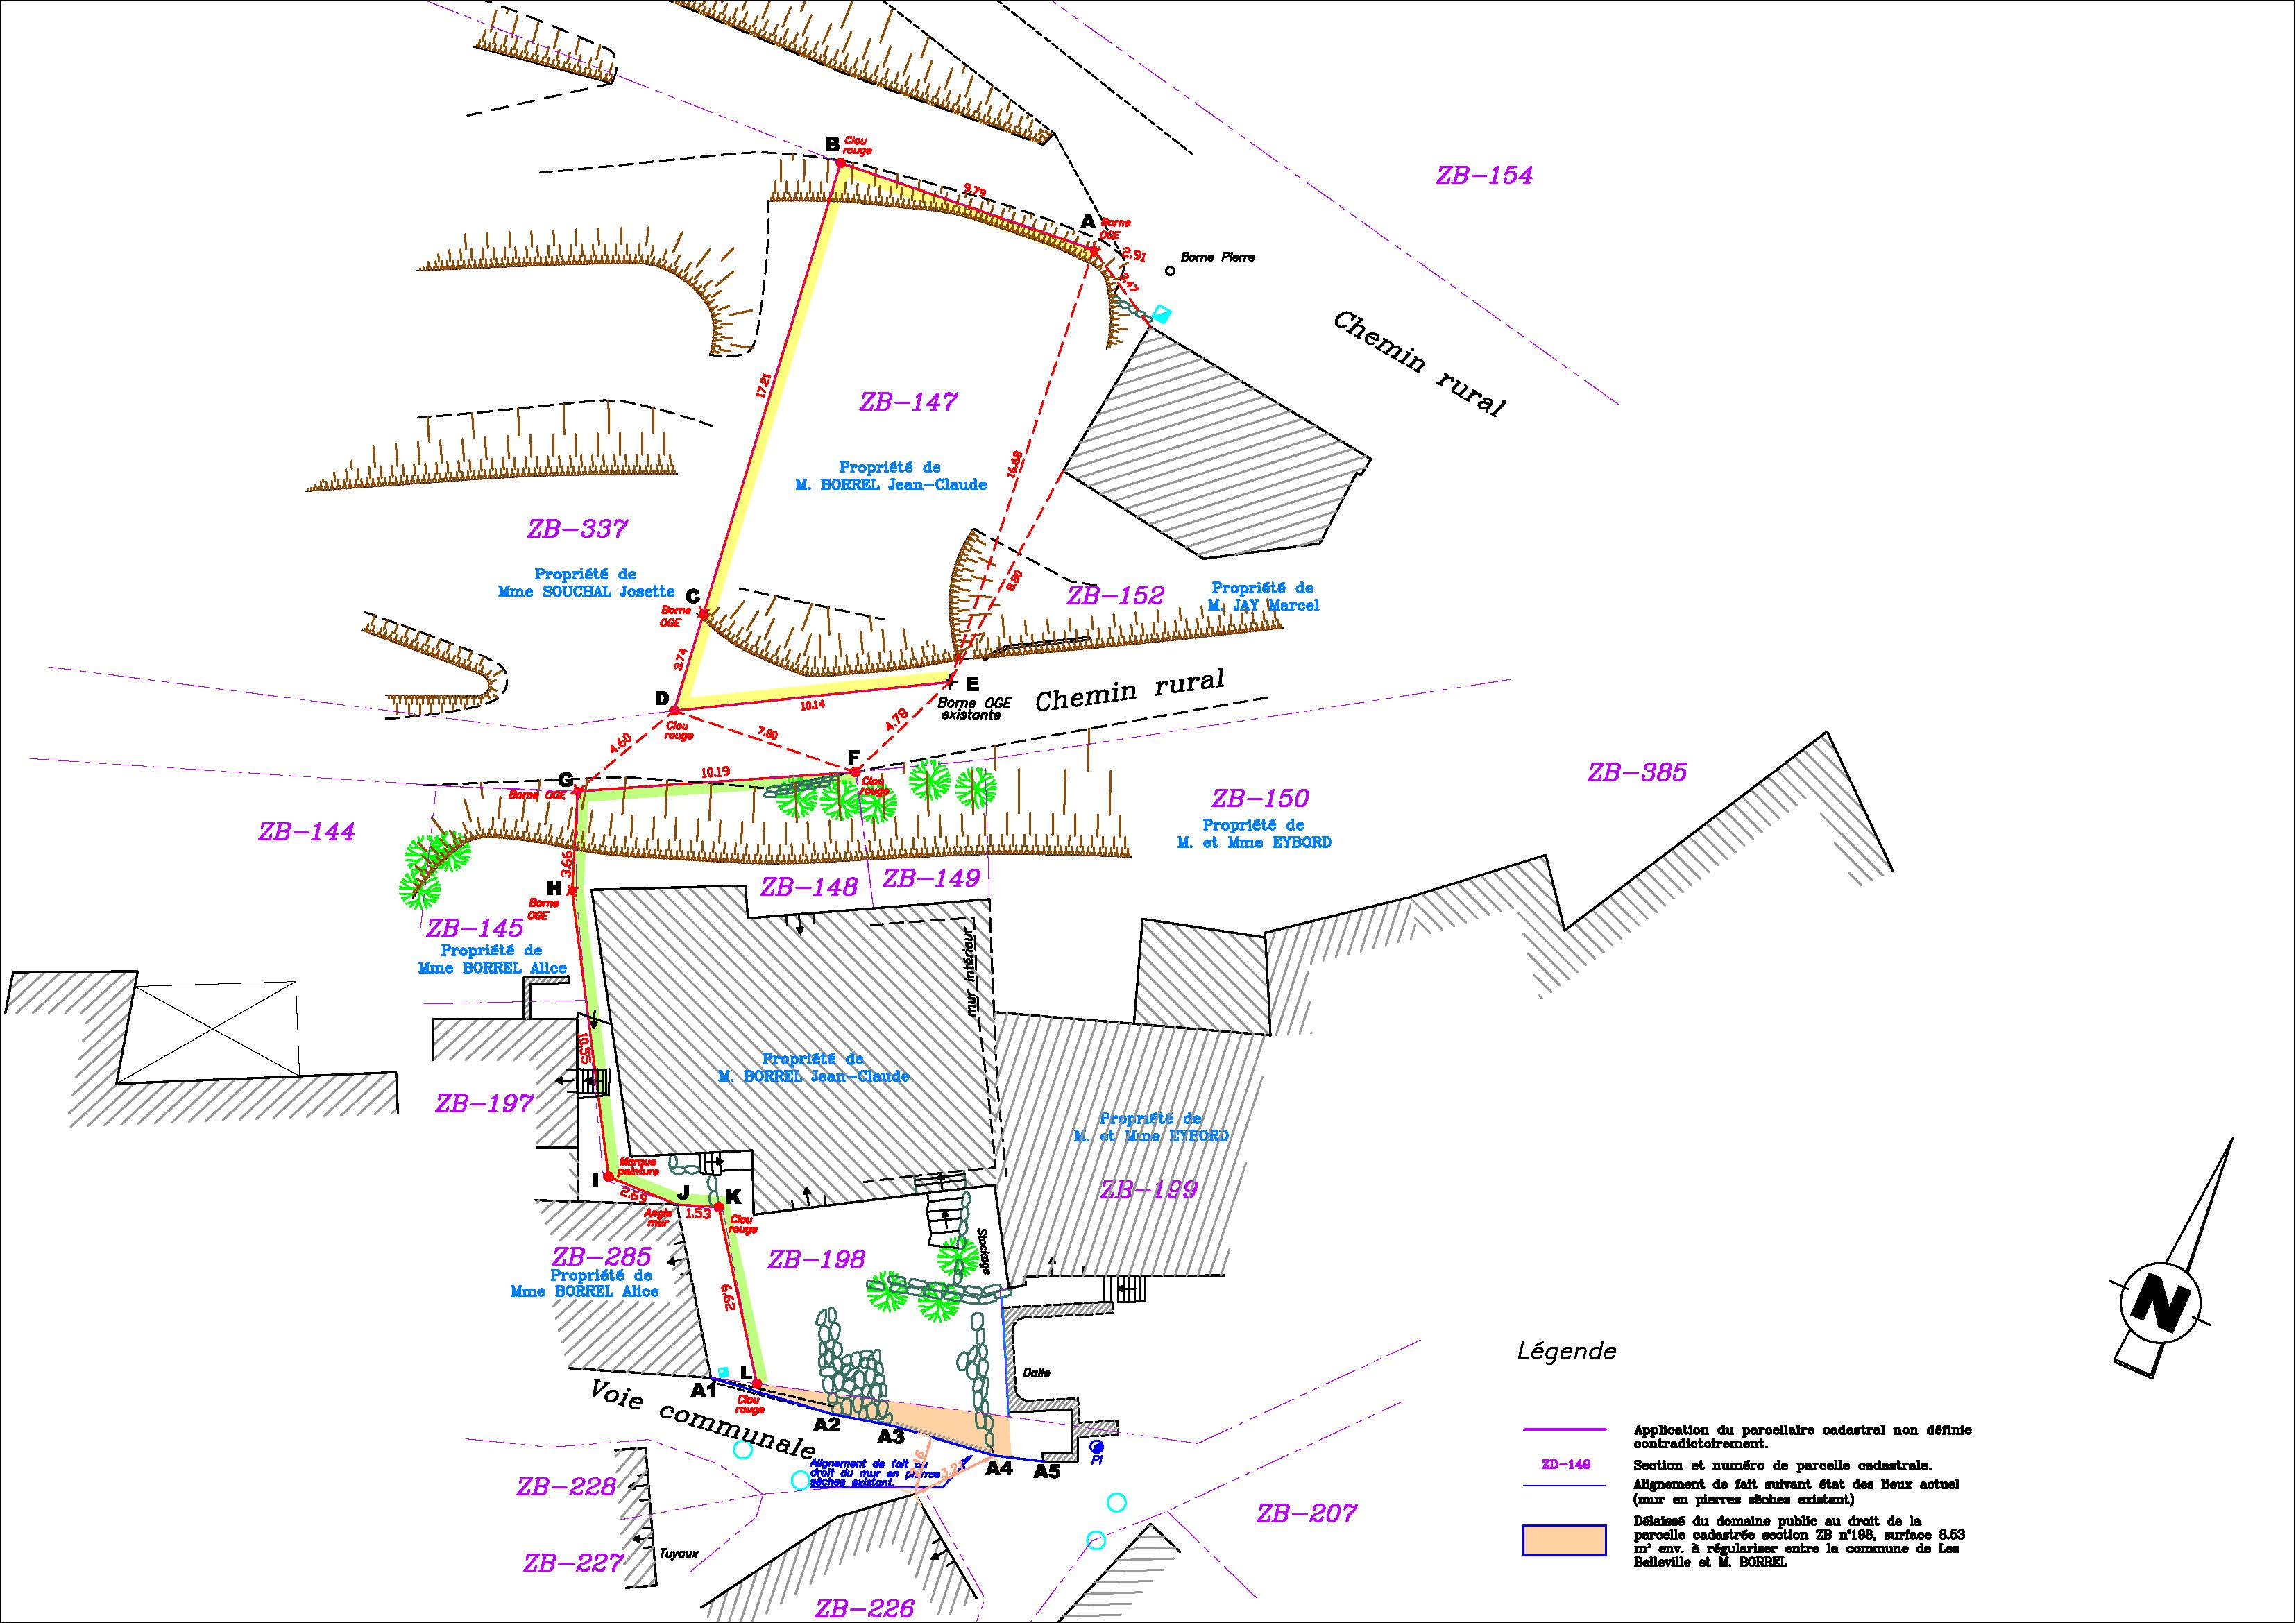 B
Clou
rouge
9.79
ZB-154
A
Borne
OGE
2.91
Borne Pierre
3.47
Chemin rural
17.21
ZB-147
Propriété de
M. BORREL Jean-Claude
16.68
ZB-337
Propriété de
Mme SOUCHAL Josette
8.80
ZB-152
Propriété de
M. JAY Marcel
C
Borne
OGE
3.74
D
Clou
rouge
10.14
E
Borne OGE
existante
Chemin rural
4.60
7.00
4.78
F
Clou
rouge
G
Borne OGE
10.19
ZB-385
ZB-150
Propriété de
M. et Mme EYBORD
ZB-144
3.66
H
Borne
OGE
ZB-148
ZB-149
ZB-145
Propriété de
Mme BORREL Alice
mur intérieur
10.55
Propriété de
M. BORREL Jean-Claude
ZB-197
Propriété de
M. et Mme EYBORD
ZB-199
I
Marque
peinture
2.69
J
Angle
mur
1.53
K
Clou
rouge
Stockage
ZB-285
Propriété de
Mme BORREL Alice
ZB-198
6.62
L
Clou
rouge
A1
A2
A3
A4
A5
Dalle
PI
Voie communale
Alignement de fait au
droit du mur en pierres
sèches existant.
ZB-228
ZB-227
Tuyaux
ZB-226
ZB-207
N
Légende
Application du parcellaire cadastral non définie
contradictoirement.
ZD-149
Section et numéro de parcelle cadastrale.
Alignement de fait suivant état des lieux actuel
(mur en pierres sèches existant)
Délaissé du domaine public au droit de la
parcelle cadastrée section ZB n°198, surface 8.53
m² env. à régulariser entre la commune de Les
Belleville et M. BORREL